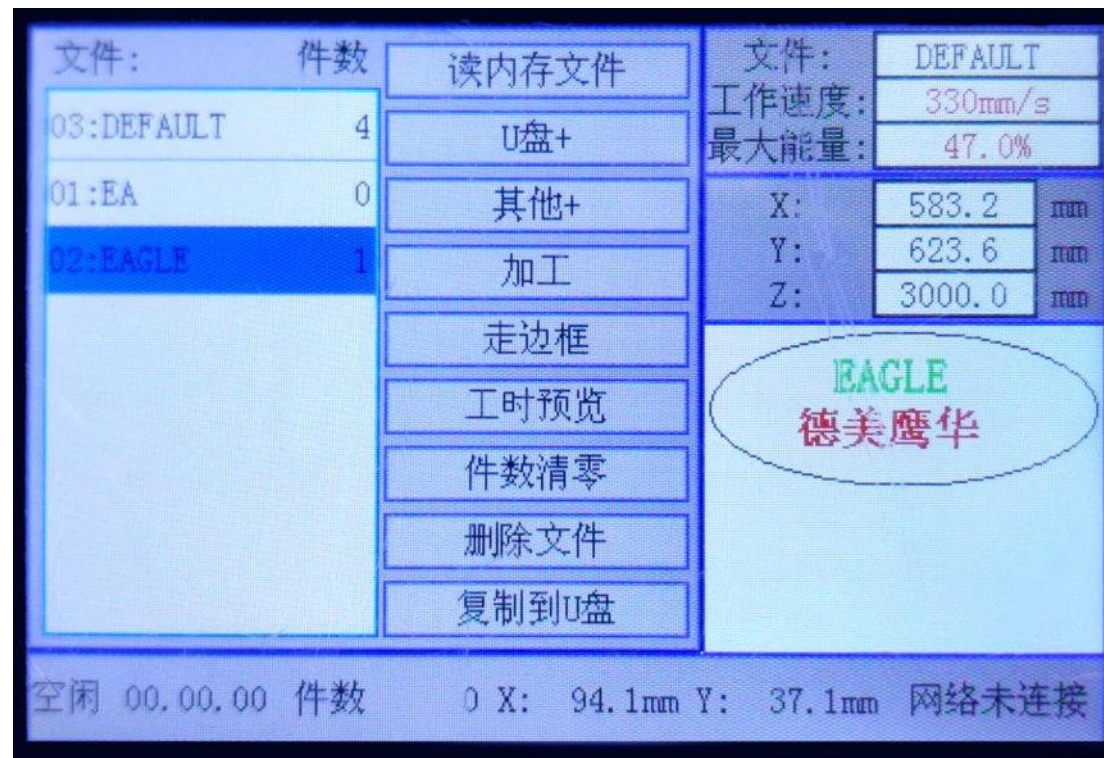 文件: 件数
03:DEFAULT 4
01:EA 0
02:EAGLE 1
读内存文件
U盘+
其他+
加工
走边框
工时预览
件数清零
删除文件
复制到U盘
文件: DEFAULT
工作速度: 330mm/s
最大能量: 47.0%
X: 583.2 mm
Y: 623.6 mm
Z: 3000.0 mm
EAGLE
德美鹰华
空闲 00.00.00 件数 0 X: 94.1mm Y: 37.1mm 网络未连接